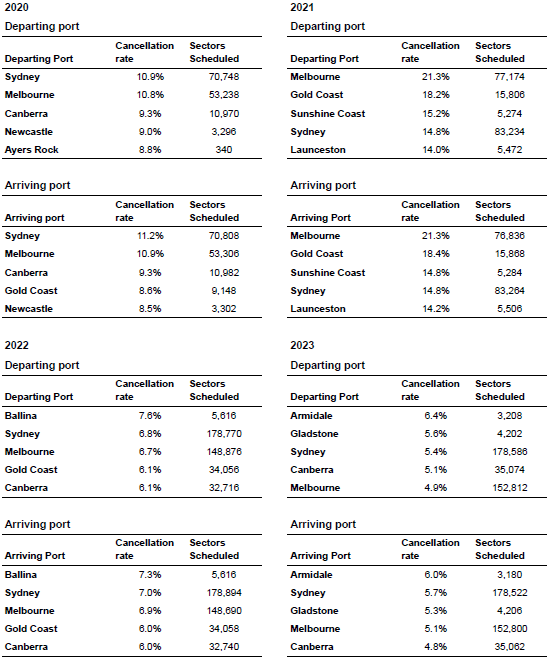 2020
Departing port
Departing Port Cancellation rate Sectors Scheduled
Sydney 10.9% 70,748
Melbourne 10.8% 53,238
Canberra 9.3% 10,970
Newcastle 9.0% 3,296
Ayers Rock 8.8% 340
Arriving port
Arriving port Cancellation rate Sectors Scheduled
Sydney 11.2% 70,808
Melbourne 10.9% 53,306
Canberra 9.3% 10,982
Gold Coast 8.6% 9,148
Newcastle 8.5% 3,302
2021
Departing port
Departing Port Cancellation rate Sectors Scheduled
Melbourne 21.3% 77,174
Gold Coast 18.2% 15,806
Sunshine Coast 15.2% 5,274
Sydney 14.8% 83,234
Launceston 14.0% 5,472
Arriving port
Arriving Port Cancellation rate Sectors Scheduled
Melbourne 21.3% 76,836
Gold Coast 18.4% 15,868
Sunshine Coast 14.8% 5,284
Sydney 14.8% 83,264
Launceston 14.2% 5,506
2022
Departing port
Departing Port Cancellation rate Sectors Scheduled
Ballina 7.6% 5,616
Sydney 6.8% 178,770
Melbourne 6.7% 148,876
Gold Coast 6.1% 34,056
Canberra 6.1% 32,716
Arriving port
Arriving Port Cancellation rate Sectors Scheduled
Ballina 7.3% 5,616
Sydney 7.0% 178,894
Melbourne 6.9% 148,690
Gold Coast 6.0% 34,058
Canberra 6.0% 32,740
2023
Departing port
Departing Port Cancellation rate Sectors Scheduled
Armidale 6.4% 3,208
Gladstone 5.6% 4,202
Sydney 5.4% 178,586
Canberra 5.1% 35,074
Melbourne 4.9% 152,812
Arriving port
Arriving Port Cancellation rate Sectors Scheduled
Armidale 6.0% 3,180
Sydney 5.7% 178,522
Gladstone 5.3% 4,206
Melbourne 5.1% 152,800
Canberra 4.8% 35,062